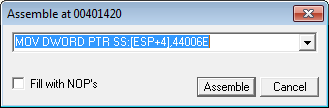 Assemble at 00401420
MOV DWORD PTR SS:[ESP+4],44006E
Fill with NOP's
Assemble
Cancel